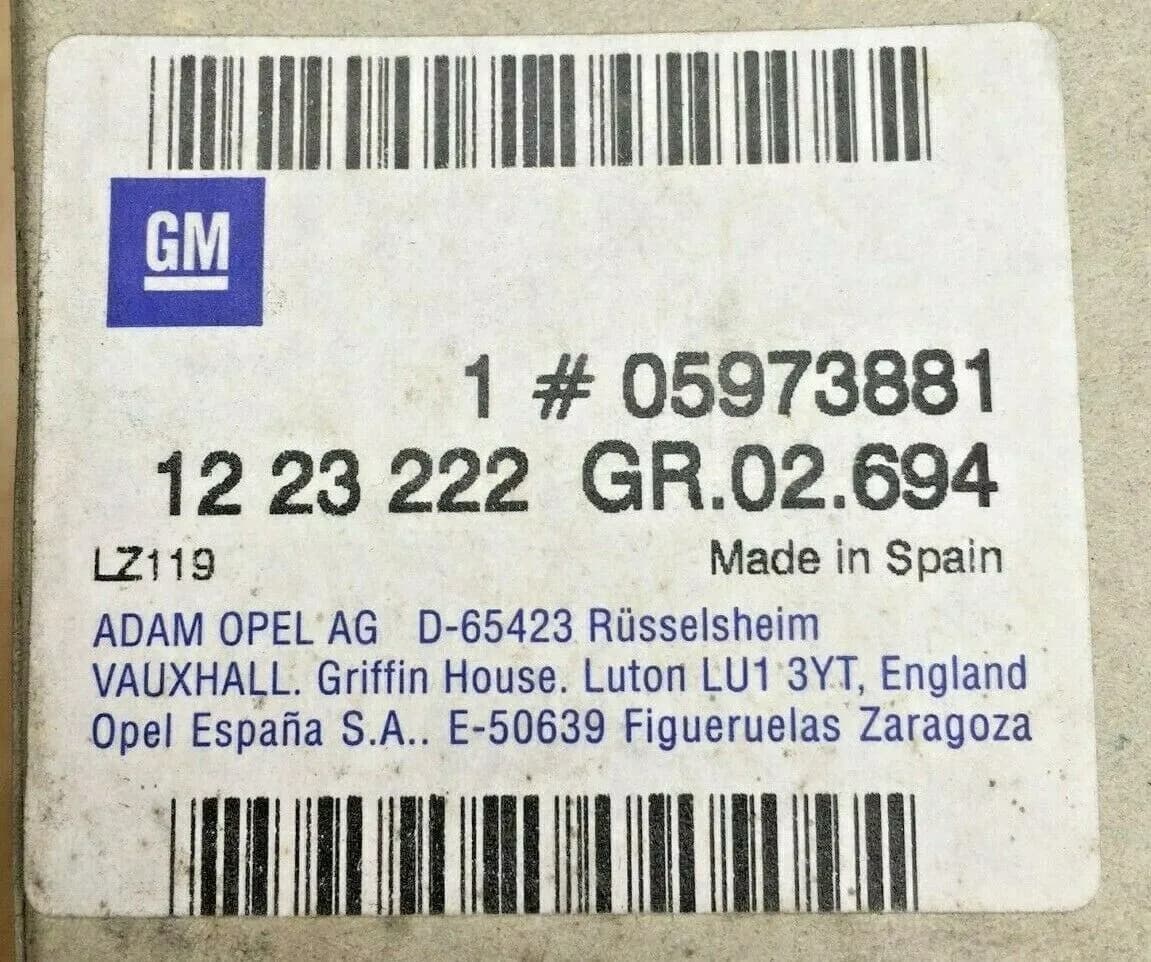 GM
1 # 05973881
12 23 222 GR.02.694
LZ119 Made in Spain
ADAM OPEL AG D-65423 Rüsselsheim
VAUXHALL. Griffin House. Luton LU1 3YT, England
Opel España S.A.. E-50639 Figueruelas Zaragoza